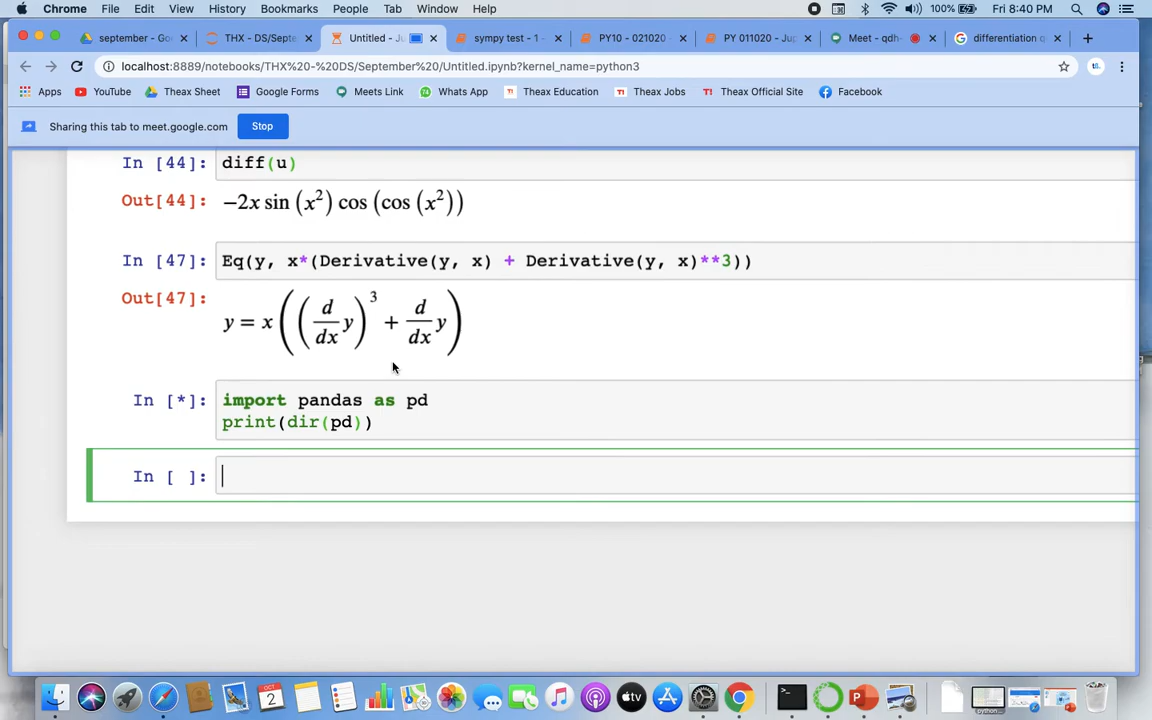 Chrome File Edit View History Bookmarks People Tab Window Help 100% Fri 8:40 PM
september - Go THX - DS/Septe Untitled - Ju sympy test - 1 - PY10 - 021020 - PY 011020 - Jup Meet - qdh- differentiation q
localhost:8889/notebooks/THX%20-%20DS/September%20/Untitled.ipynb?kernel_name=python3
Apps YouTube Theax Sheet Google Forms Meets Link Whats App Theax Education Theax Jobs Theax Official Site Facebook
Sharing this tab to meet.google.com Stop
In [44]: diff(u)
Out[44]: −2x sin (x²) cos (cos (x²))
In [47]: Eq(y, x*(Derivative(y, x) + Derivative(y, x)**3))
Out[47]: y = x((d/dx y)³ + d/dx y)
In [*]: import pandas as pd
print(dir(pd))
In [ ]: